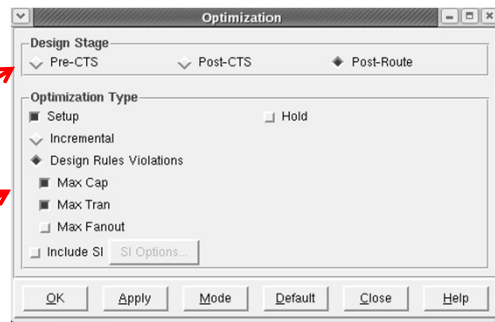 Optimization
Design Stage
Pre-CTS Post-CTS Post-Route
Optimization Type
Setup Hold
Incremental
Design Rules Violations
Max Cap
Max Tran
Max Fanout
Include SI SI Options...
OK Apply Mode Default Close Help